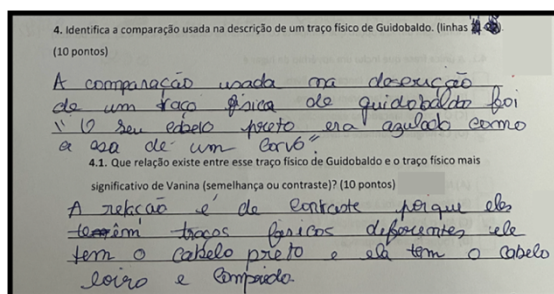 4. Identifica a comparação usada na descrição de um traço físico de Guidobaldo. (linhas
(10 pontos)
A comparação usada na descrição
de um traço física de guidobaldo foi
"O seu cabelo preto era azulado como
a asa de um corvo".
4.1. Que relação existe entre esse traço físico de Guidobaldo e o traço físico mais
significativo de Vanina (semelhança ou contraste)? (10 pontos)
A relação é de contraste porque eles
têm traços físicos diferentes ele
tem o cabelo preto e ela tem o cabelo
loiro e comprido.